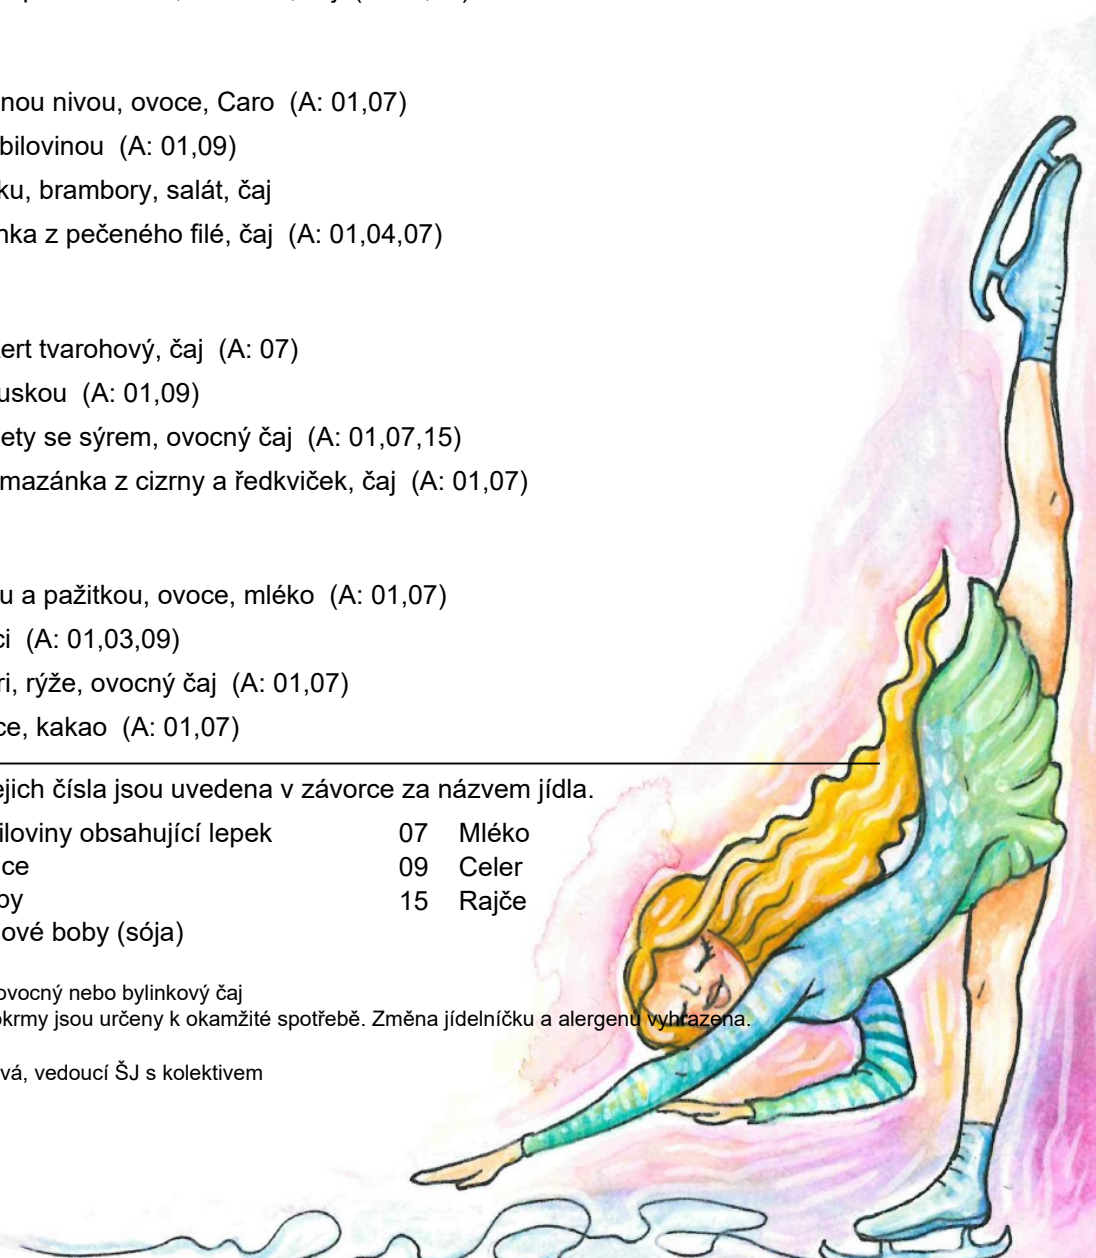 nou nivou, ovoce, Caro (A: 01,07)
bilovinou (A: 01,09)
ku, brambory, salát, čaj
nka z pečeného filé, čaj (A: 01,04,07)
ert tvarohový, čaj (A: 07)
uskou (A: 01,09)
ety se sýrem, ovocný čaj (A: 01,07,15)
mazánka z cizrny a ředkviček, čaj (A: 01,07)
u a pažitkou, ovoce, mléko (A: 01,07)
ci (A: 01,03,09)
ri, rýže, ovocný čaj (A: 01,07)
ce, kakao (A: 01,07)
ejich čísla jsou uvedena v závorce za názvem jídla.
iloviny obsahující lepek 07 Mléko
ce 09 Celer
by 15 Rajče
ové boby (sója)
ovocný nebo bylinkový čaj
okrmy jsou určeny k okamžité spotřebě. Změna jídelníčku a alergenů vyhrazena.
vá, vedoucí ŠJ s kolektivem